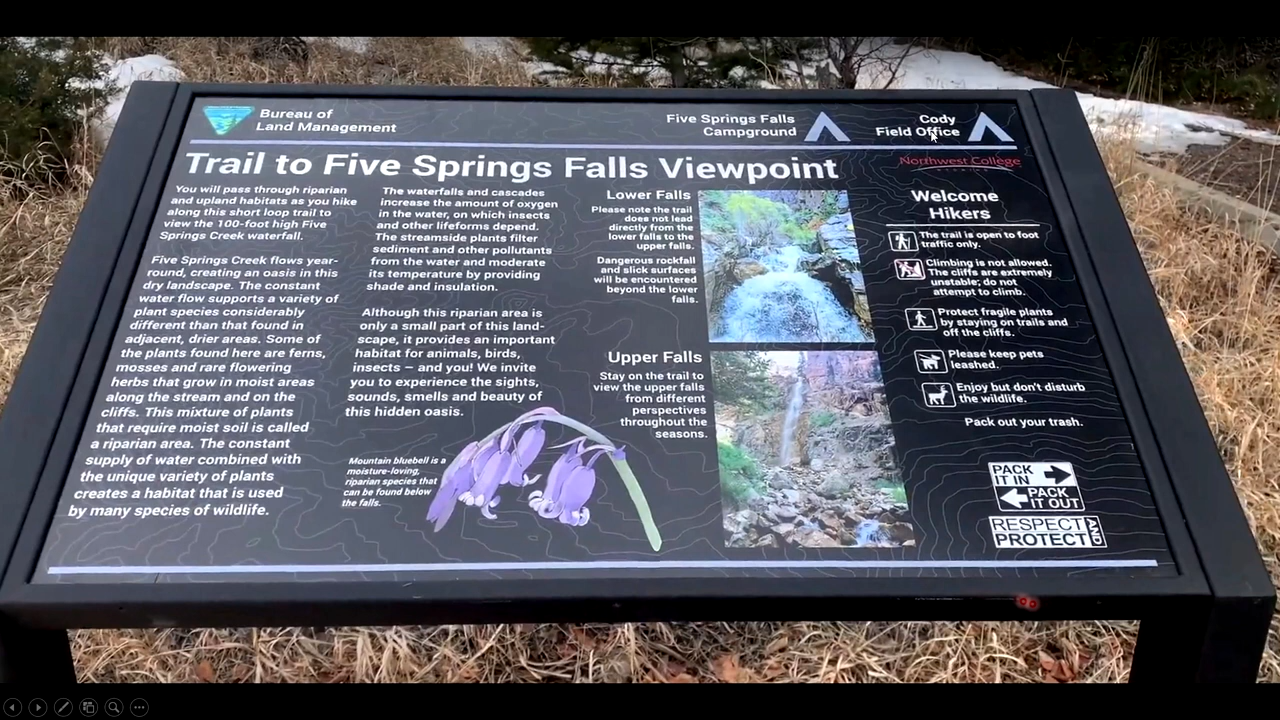 Bureau of
Land Management
Five Springs Falls
Campground
Cody
Field Office
Northwest College
Trail to Five Springs Falls Viewpoint
You will pass through riparian
and upland habitats as you hike
along this short loop trail to
view the 100-foot high Five
Springs Creek waterfall.
Five Springs Creek flows year-
round, creating an oasis in this
dry landscape. The constant
water flow supports a variety of
plant species considerably
different than that found in
adjacent, drier areas. Some of
the plants found here are ferns,
mosses and rare flowering
herbs that grow in moist areas
along the stream and on the
cliffs. This mixture of plants
that require moist soil is called
a riparian area. The constant
supply of water combined with
the unique variety of plants
creates a habitat that is used
by many species of wildlife.
The waterfalls and cascades
increase the amount of oxygen
in the water, on which insects
and other lifeforms depend.
The streamside plants filter
sediment and other pollutants
from the water and moderate
its temperature by providing
shade and insulation.
Although this riparian area is
only a small part of this land-
scape, it provides an important
habitat for animals, birds,
insects – and you! We invite
you to experience the sights,
sounds, smells and beauty of
this hidden oasis.
Mountain bluebell is a
moisture-loving,
riparian species that
can be found below
the falls.
Lower Falls
Please note the trail
does not lead
directly from the
lower falls to the
upper falls.
Dangerous rockfall
and slick surfaces
will be encountered
beyond the lower
falls.
Upper Falls
Stay on the trail to
view the upper falls
from different
perspectives
throughout the
seasons.
Welcome
Hikers
The trail is open to foot
traffic only.
Climbing is not allowed.
The cliffs are extremely
unstable; do not
attempt to climb.
Protect fragile plants
by staying on trails and
off the cliffs.
Please keep pets
leashed.
Enjoy but don't disturb
the wildlife.
Pack out your trash.
PACK
IT IN
PACK
IT OUT
RESPECT
AND
PROTECT